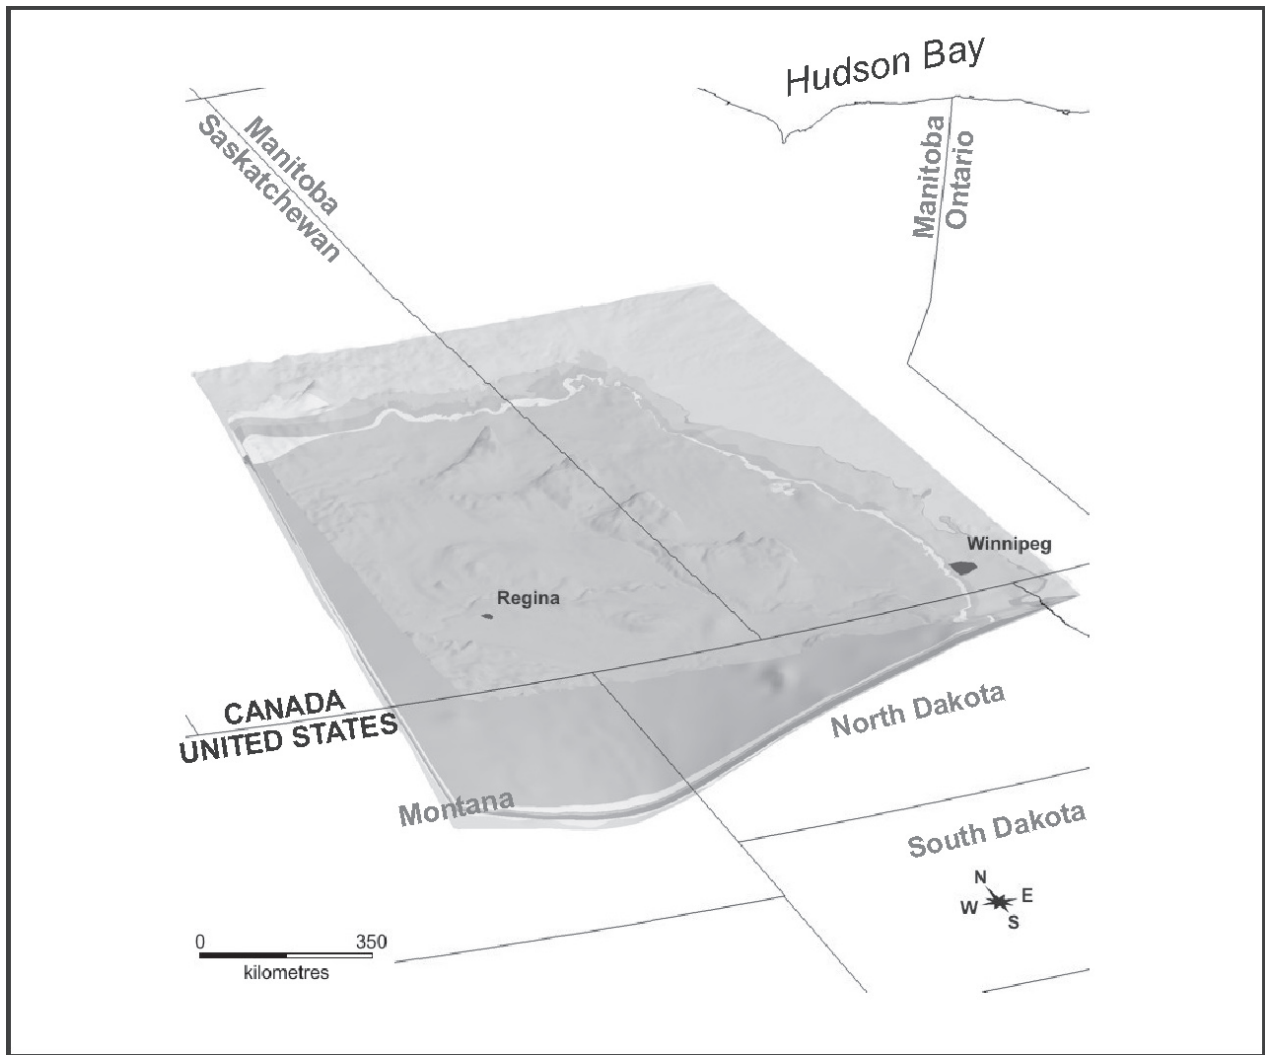 Hudson Bay
Manitoba
Saskatchewan
Manitoba
Ontario
Winnipeg
Regina
CANADA
UNITED STATES
North Dakota
Montana
South Dakota
N
W E
S
0 350
kilometres